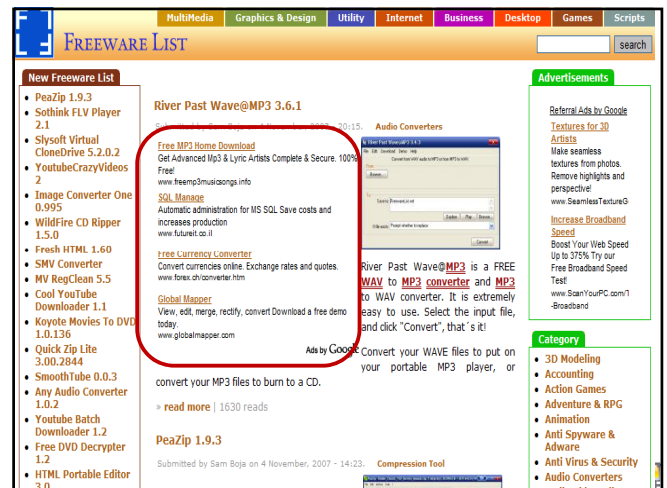 MultiMedia Graphics & Design Utility Internet Business Desktop Games Scripts
FREEWARE LIST
search
New Freeware List
PeaZip 1.9.3
Sothink FLV Player
2.1
Slysoft Virtual
CloneDrive 5.2.0.2
YoutubeCrazyVideos
2
Image Converter One
0.995
WildFire CD Ripper
1.5.0
Fresh HTML 1.60
SMV Converter
MV RegClean 5.5
Cool YouTube
Downloader 1.1
Koyote Movies To DVD
1.0.136
Quick Zip Lite
3.00.2844
SmoothTube 0.0.3
Any Audio Converter
1.0.2
Youtube Batch
Downloader 1.2
Free DVD Decrypter
1.2
HTML Portable Editor
3.0
River Past Wave@MP3 3.6.1
Submitted by Sam Boja on 4 November, 2007 - 20:15. Audio Converters
Free MP3 Home Download
Get Advanced Mp3 & Lyric Artists Complete & Secure. 100%
Free!
www.freemp3musicsongs.info
SQL Manage
Automatic administration for MS SQL Save costs and
increases production
www.futureit.co.il
Free Currency Converter
Convert currencies online. Exchange rates and quotes.
www.forex.ch/converter.htm
Global Mapper
View, edit, merge, rectify, convert Download a free demo
today.
www.globalmapper.com
Ads by Google
River Past Wave@MP3 is a FREE
WAV to MP3 converter and MP3
to WAV converter. It is extremely
easy to use. Select the input file,
and click "Convert", that´s it!
Convert your WAVE files to put on
your portable MP3 player, or
convert your MP3 files to burn to a CD.
» read more | 1630 reads
PeaZip 1.9.3
Submitted by Sam Boja on 4 November, 2007 - 14:23. Compression Tool
Advertisements
Referral Ads by Google
Textures for 3D
Artists
Make seamless
textures from photos.
Remove highlights and
perspective!
www.SeamlessTextureG
Increase Broadband
Speed
Boost Your Web Speed
Up to 375% Try our
Free Broadband Speed
Test!
www.ScanYourPC.com/T
-Broadband
Category
3D Modeling
Accounting
Action Games
Adventure & RPG
Animation
Anti Spyware &
Adware
Anti Virus & Security
Audio Converters